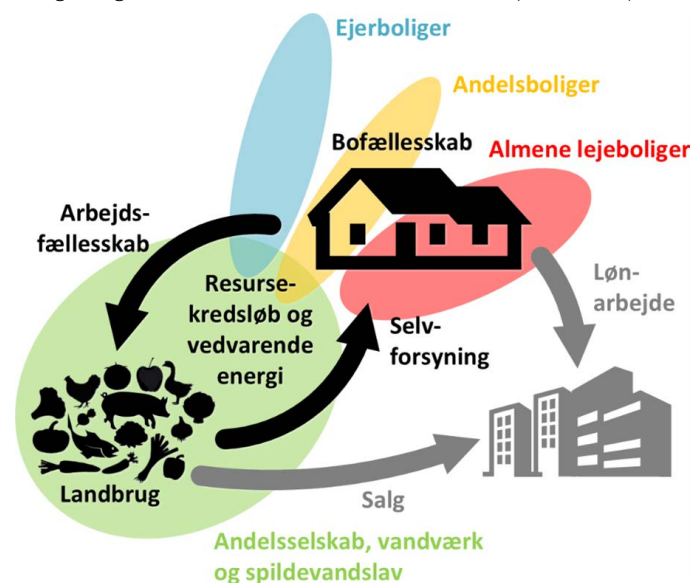 Ejerboliger
Andelsboliger
Bofællesskab
Almene lejeboliger
Arbejds-
fællesskab
Resurse-
kredsløb og
vedvarende
energi
Selv-
forsyning
Løn-
arbejde
Landbrug
Salg
Andelsselskab, vandværk
og spildevandslav